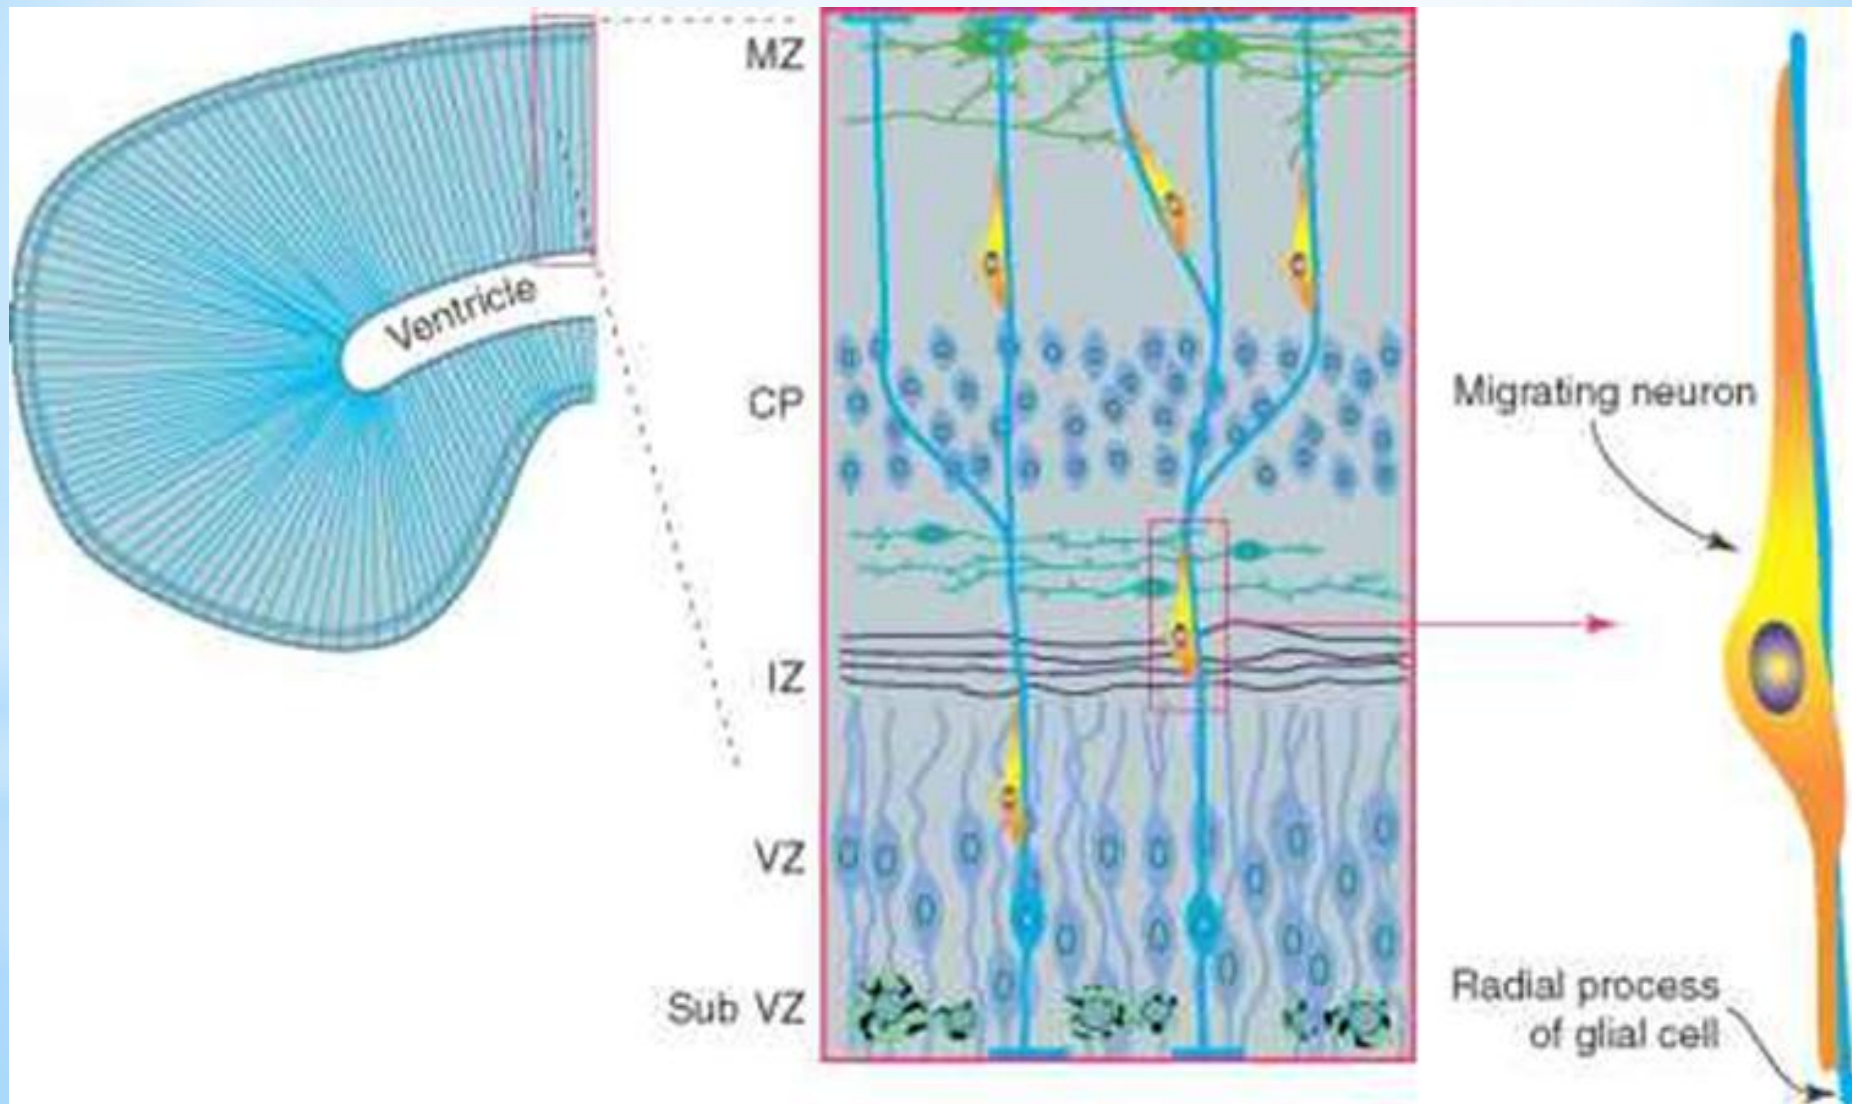 Ventricle
MZ
CP
IZ
VZ
Sub VZ
Migrating neuron
Radial process
of glial cell